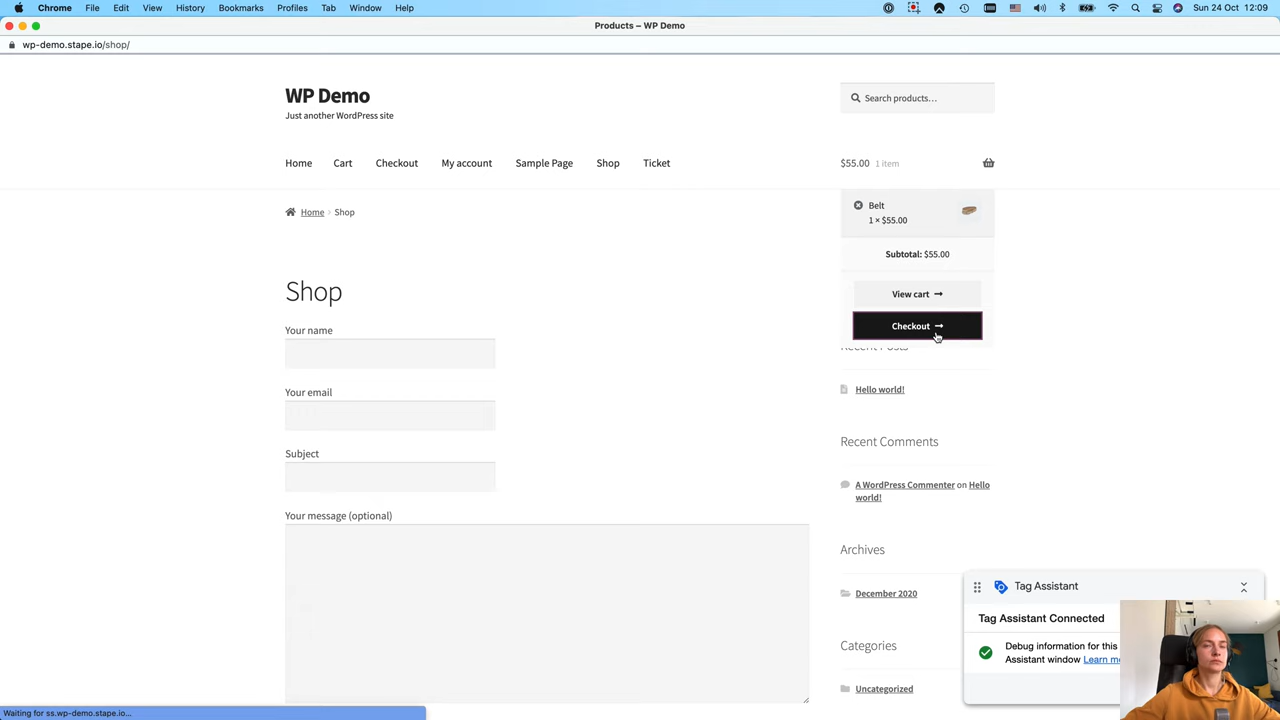 Chrome File Edit View History Bookmarks Profiles Tab Window Help Sun 24 Oct 12:09
Products – WP Demo
wp-demo.stape.io/shop/
WP Demo
Just another WordPress site
Search products…
Home Cart Checkout My account Sample Page Shop Ticket
$55.00 1 item
Home › Shop
Belt
1 × $55.00
Subtotal: $55.00
View cart
Checkout
Shop
Your name
Your email
Subject
Your message (optional)
Recent Posts
Hello world!
Recent Comments
A WordPress Commenter on Hello
world!
Archives
December 2020
Categories
Uncategorized
Tag Assistant
Tag Assistant Connected
Debug information for this
Assistant window Learn
Waiting for ss.wp-demo.stape.io...